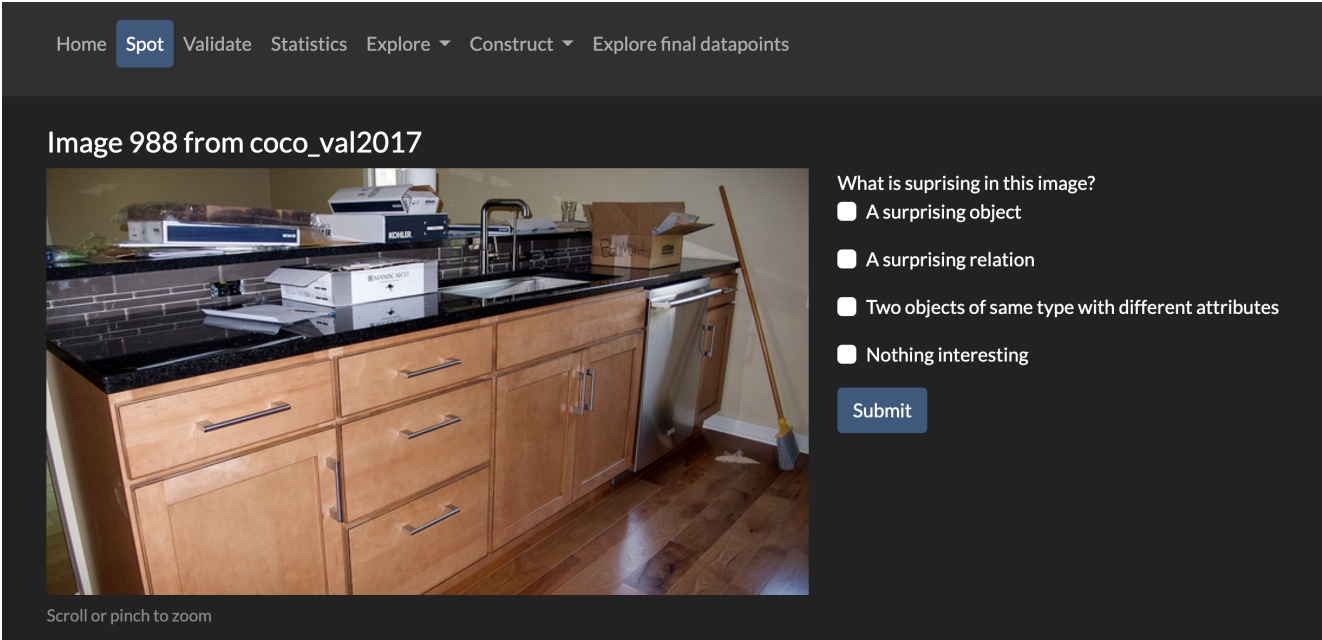 Home Spot Validate Statistics Explore Construct Explore final datapoints
Image 988 from coco_val2017
What is suprising in this image?
A surprising object
A surprising relation
Two objects of same type with different attributes
Nothing interesting
Submit
KOHLER.
MANISCALCO
Scroll or pinch to zoom